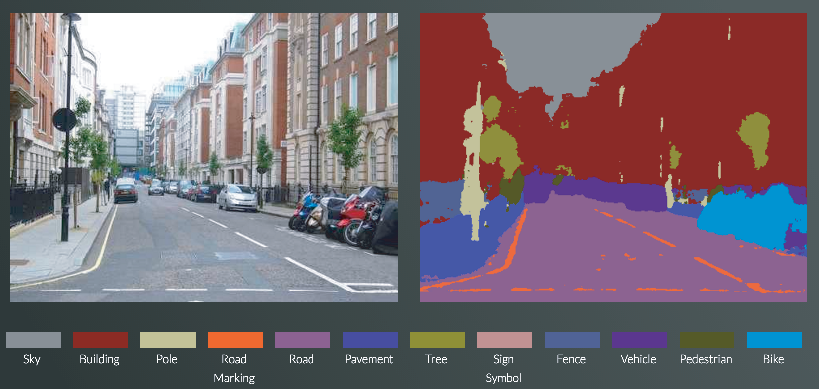 Sky
Building
Pole
Road
Marking
Road
Pavement
Tree
Sign
Symbol
Fence
Vehicle
Pedestrian
Bike